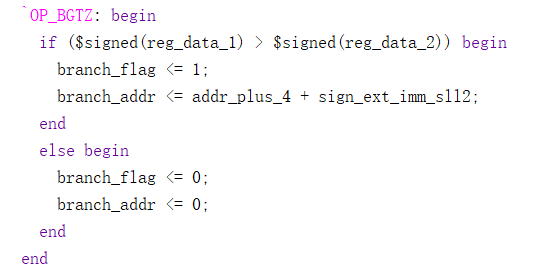 `OP_BGTZ: begin
if ($signed(reg_data_1) > $signed(reg_data_2)) begin
branch_flag <= 1;
branch_addr <= addr_plus_4 + sign_ext_imm_sll2;
end
else begin
branch_flag <= 0;
branch_addr <= 0;
end
end